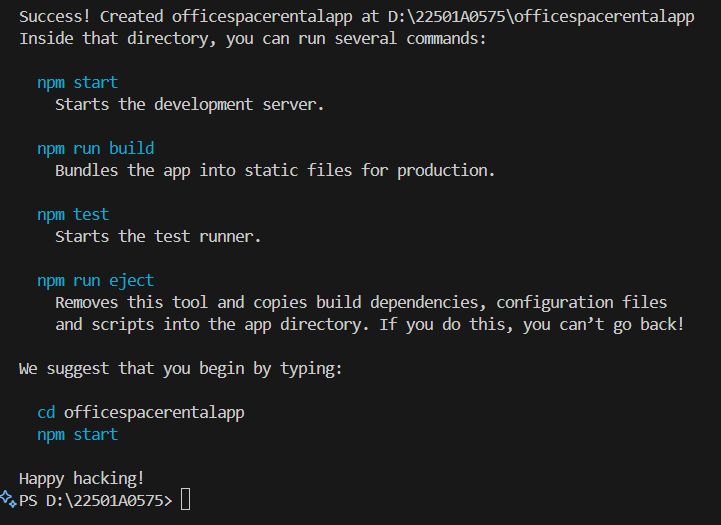 Success! Created officespacerentalapp at D:\22501A0575\officespacerentalapp
Inside that directory, you can run several commands:
npm start
Starts the development server.
npm run build
Bundles the app into static files for production.
npm test
Starts the test runner.
npm run eject
Removes this tool and copies build dependencies, configuration files
and scripts into the app directory. If you do this, you can’t go back!
We suggest that you begin by typing:
cd officespacerentalapp
npm start
Happy hacking!
PS D:\22501A0575>